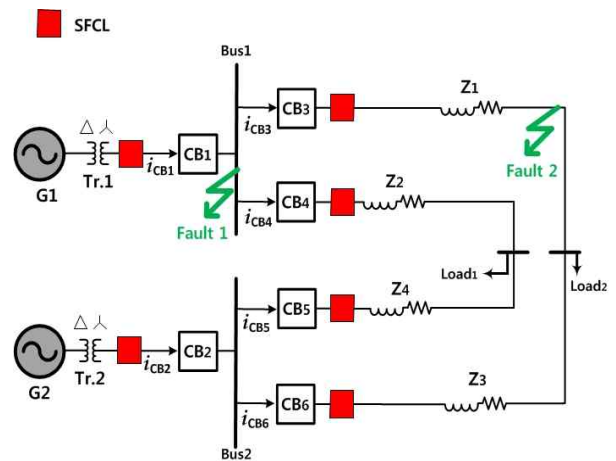 SFCL
Bus1
CB3
Z1
iCB3
Fault 2
G1
Tr.1
iCB1
CB1
Fault 1
CB4
Z2
iCB4
Load1
Load2
CB5
Z4
iCB5
G2
Tr.2
iCB2
CB2
CB6
Z3
iCB6
Bus2